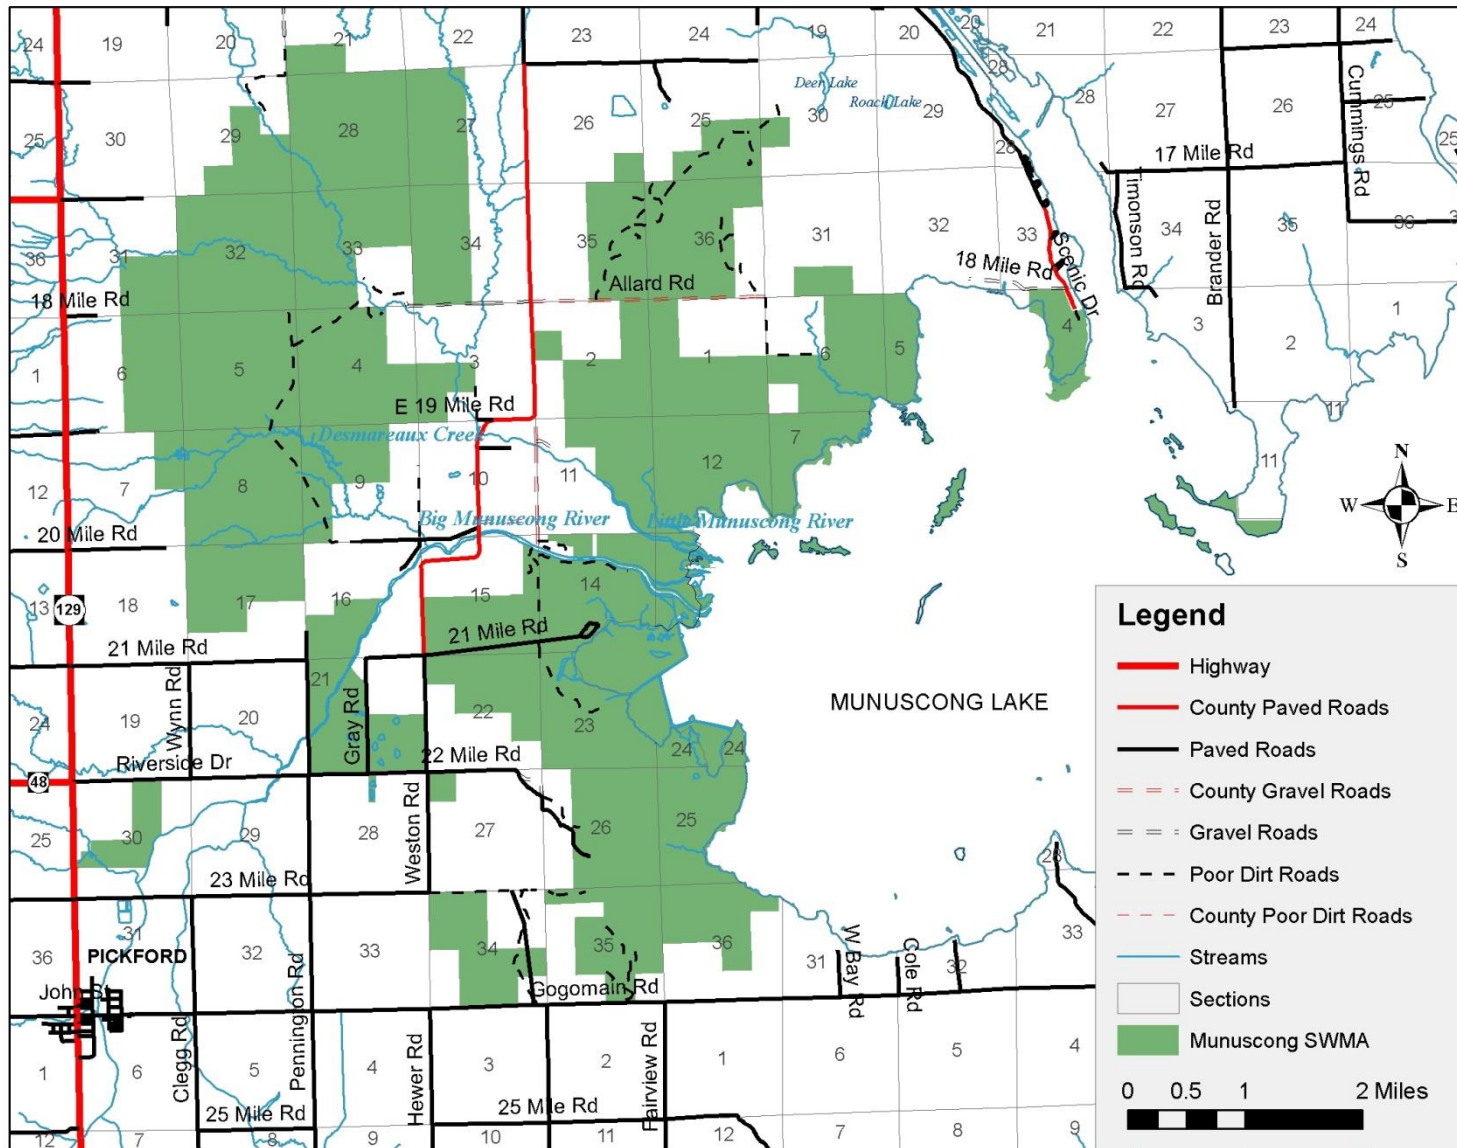 24
19
20
21
22
23
24
19
20
20
21
22
23
24
28
28
27
26
25
25
25
30
29
28
27
26
25
30
29
28
Deer Lake
Roach Lake
17 Mile Rd
Cummings Rd
Timonson Rd
Brander Rd
36
31
32
33
34
35
36
31
32
33
34
35
36
18 Mile Rd
Allard Rd
18 Mile Rd
Scenic Dr
1
6
5
4
3
2
1
6
5
4
3
2
1
11
E 19 Mile Rd
Desmareaux Creek
12
7
8
9
10
11
12
7
11
N
W
E
S
20 Mile Rd
Big Munuscong River
Little Munuscong River
13
129
18
17
16
15
14
21 Mile Rd
21 Mile Rd
24
19
20
21
22
23
24
24
Wynn Rd
Gray Rd
MUNUSCONG LAKE
Riverside Dr
22 Mile Rd
48
25
30
29
28
27
26
25
28
Weston Rd
23 Mile Rd
36
31
32
33
34
35
36
31
32
33
PICKFORD
John St
Gogomain Rd
W Bay Rd
Cole Rd
Clegg Rd
Pennington Rd
Hewer Rd
Fairview Rd
1
6
5
4
3
2
1
6
5
4
25 Mile Rd
25 Mile Rd
12
7
8
9
10
11
12
7
8
9
Legend
Highway
County Paved Roads
Paved Roads
County Gravel Roads
Gravel Roads
Poor Dirt Roads
County Poor Dirt Roads
Streams
Sections
Munuscong SWMA
0 0.5 1 2 Miles